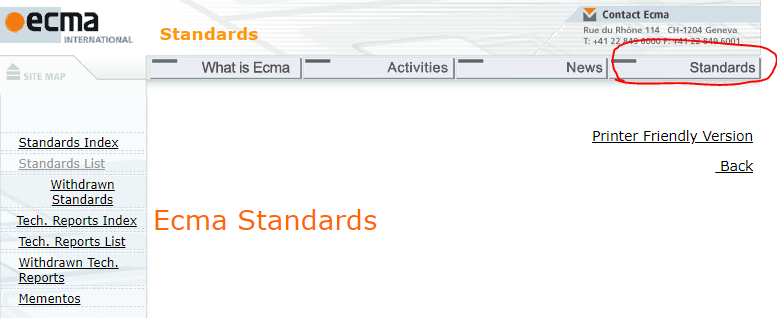 ecma
INTERNATIONAL
Standards
Contact Ecma
Rue du Rhône 114 CH-1204 Geneva
T: +41 22 849 6000 F: +41 22 849 6001
SITE MAP
What is Ecma
Activities
News
Standards
Standards Index
Standards List
Withdrawn
Standards
Tech. Reports Index
Tech. Reports List
Withdrawn Tech.
Reports
Mementos
Printer Friendly Version
Back
Ecma Standards